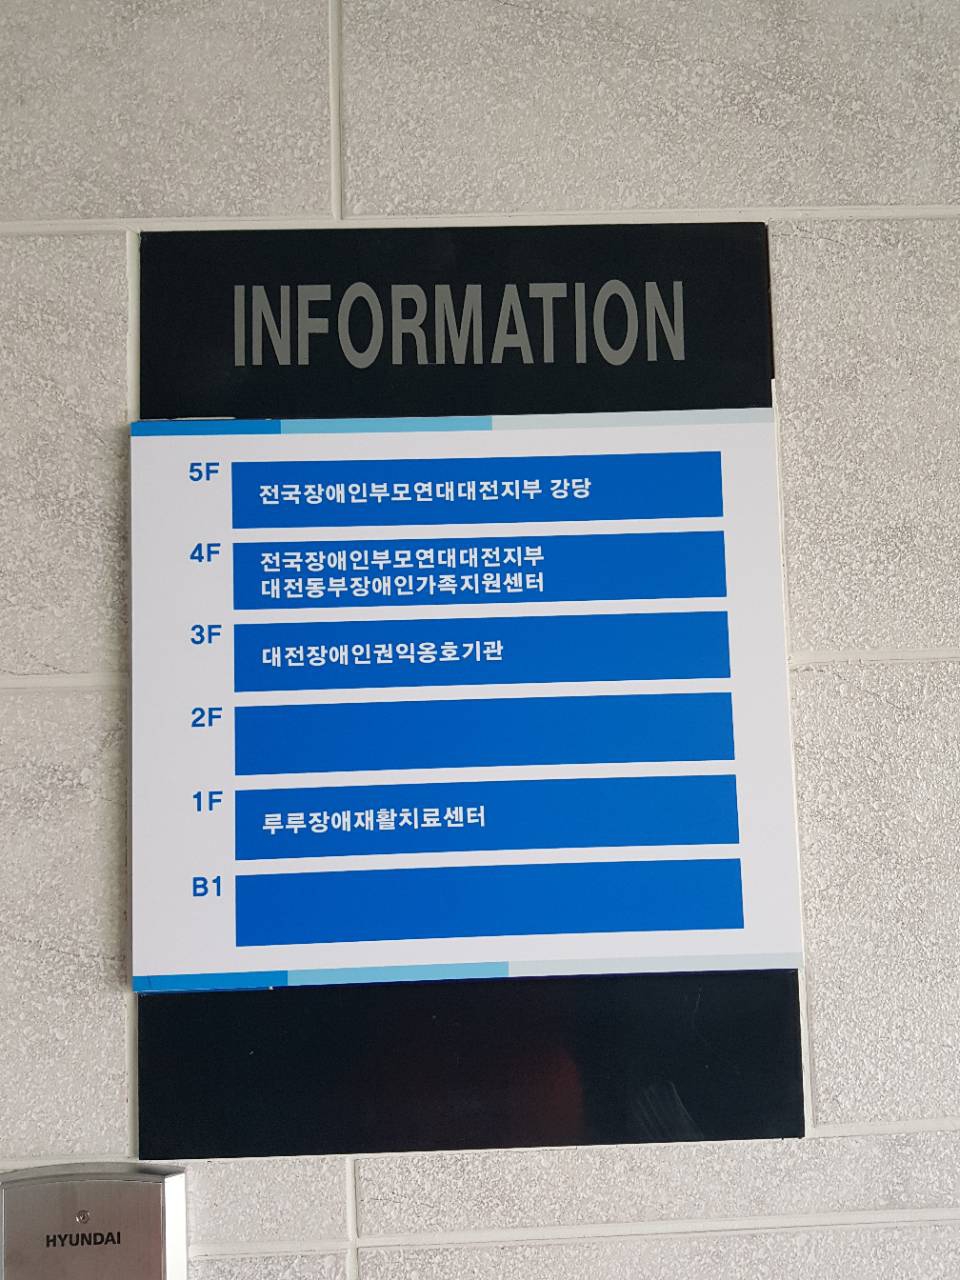 INFORMATION
5F 전국장애인부모연대대전지부 강당
4F 전국장애인부모연대대전지부
대전동부장애인가족지원센터
3F 대전장애인권익옹호기관
2F
1F 루루장애재활치료센터
B1
HYUNDAI